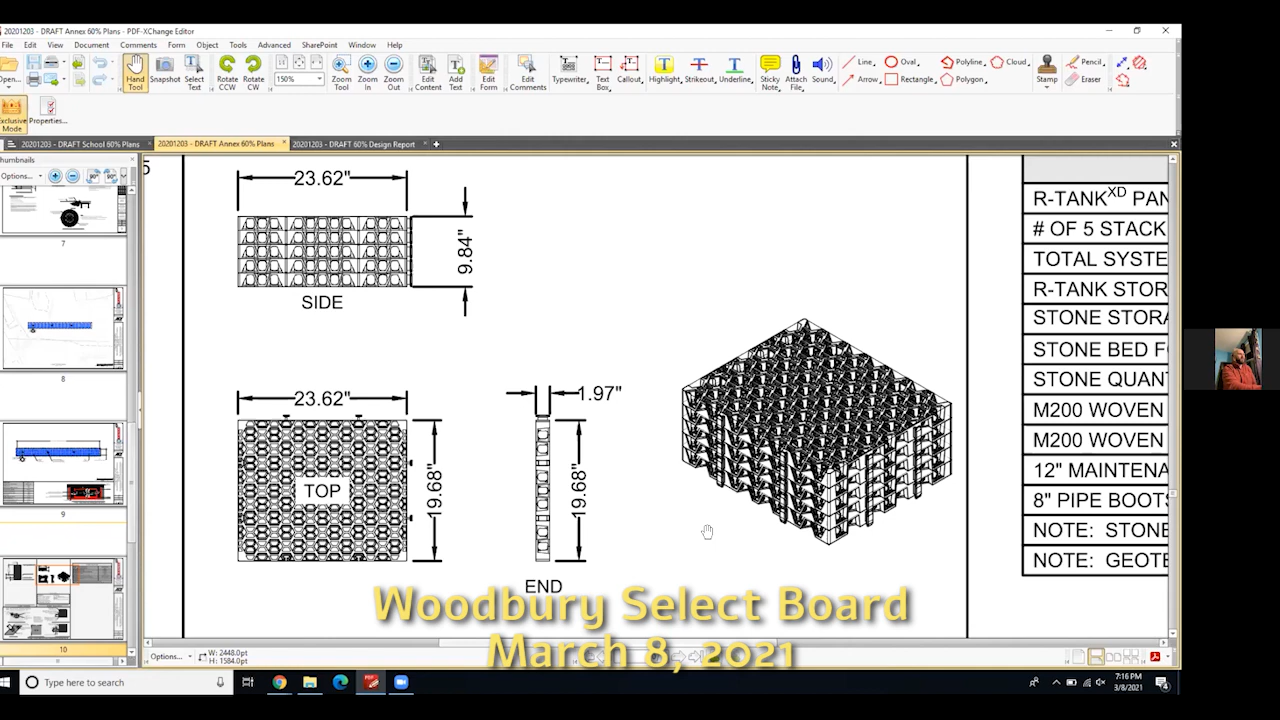 20201203 - DRAFT Annex 60% Plans - PDF-XChange Editor
File Edit View Document Comments Form Object Tools Advanced SharePoint Window Help
Open... Hand Tool Snapshot Select Text Rotate CCW Rotate CW 150% Zoom Tool Zoom In Zoom Out Edit Content Add Text Edit Form Edit Comments Typewriter, Text Box, Callout, Highlight, Strikeout, Underline, Sticky Note, Attach File, Sound, Line, Arrow, Oval, Rectangle, Polyline, Polygon, Cloud, Stamp Pencil, Eraser
Exclusive Mode Properties...
20201203 - DRAFT School 60% Plans 20201203 - DRAFT Annex 60% Plans 20201203 - DRAFT 60% Design Report
humbnails
Options...
7
8
9
10
5
23.62"
9.84"
SIDE
23.62"
1.97"
TOP
19.68"
19.68"
END
R-TANK XD PAN
# OF 5 STACK
TOTAL SYSTE
R-TANK STOR
STONE STORA
STONE BED F
STONE QUANT
M200 WOVEN
M200 WOVEN
12" MAINTENA
8" PIPE BOOTS
NOTE: STONE
NOTE: GEOTE
Woodbury Select Board
March 8, 2021
Options...
W: 2448.0pt
H: 1584.0pt
Type here to search
7:16 PM
3/8/2021
4